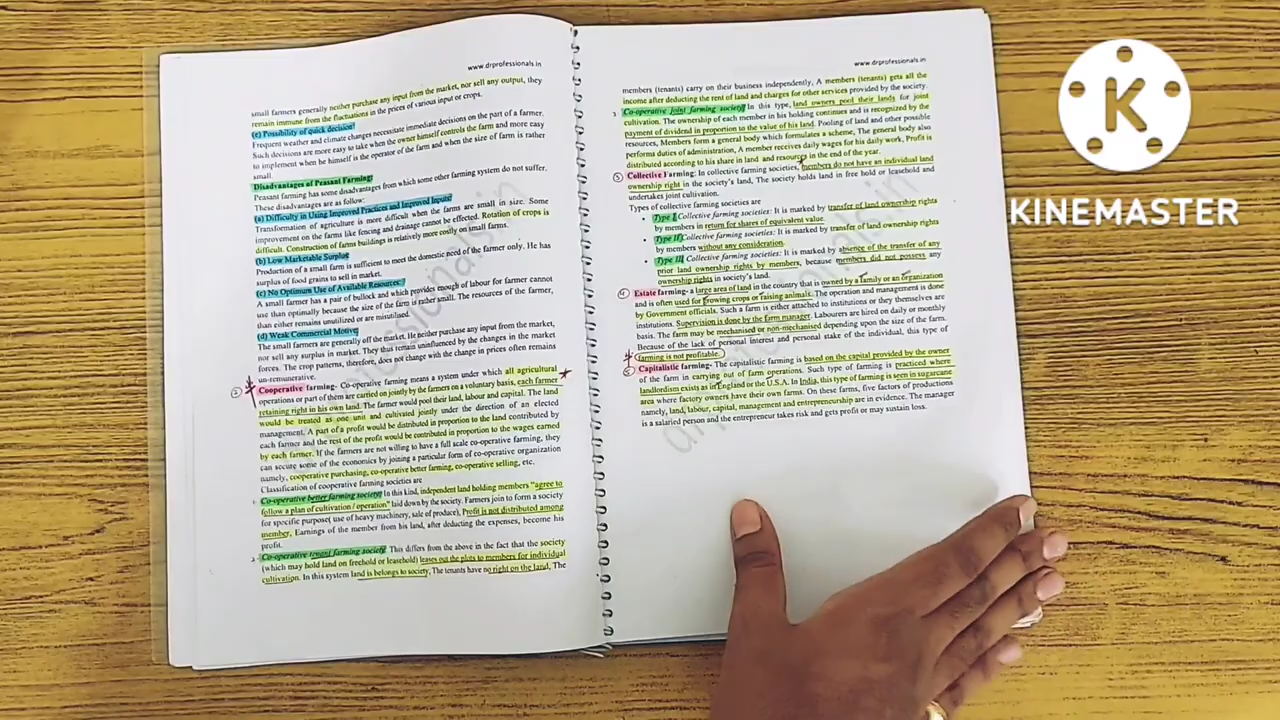 www.drprofessionals.in
small farmers generally neither purchase any input from the market, nor sell any output, they
remain immune from the fluctuations in the prices of various input or crops.
(e) Possibility of quick decision:
Frequent weather and climate changes necessitate immediate decisions on the part of a farmer.
Such decisions are more easy to take when the owner himself controls the farm and more easy
to implement when he himself is the operator of the farm and when the size of farm is rather
small.
Disadvantages of Peasant Farming:
Peasant farming has some disadvantages from which some other farming system do not suffer.
These disadvantages are as follow:
(a) Difficulty in Using Improved Practices and Improved Inputs:
Transformation of agriculture is more difficult when the farms are small in size. Some
improvement on the farms like fencing and drainage cannot be effected. Rotation of crops is
difficult. Construction of farms buildings is relatively more costly on small farms.
(b) Low Marketable Surplus
Production of a small farm is sufficient to meet the domestic need of the farmer only. He has
surplus of food grains to sell in market.
(c) No Optimum Use of Available Resources:
A small farmer has a pair of bullock and which provides enough of labour for farmer cannot
use than optimally because the size of the farm is rather small. The resources of the farmer,
than either remains unutilized or are misutilised.
(d) Weak Commercial Motive
The small farmers are generally off the market. He neither purchase any input from the market,
nor sell any surplus in market. They thus remain uninfluenced by the changes in the market
forces. The crop patterns, therefore, does not change with the change in prices often remains
un-remunerative.
2 Cooperative farming- Co-operative farming means a system under which all agricultural
operations or part of them are carried on jointly by the farmers on a voluntary basis, each farmer
retaining right in his own land. The farmer would pool their land, labour and capital. The land
would be treated as one unit and cultivated jointly under the direction of an elected
management. A part of a profit would be distributed in proportion to the land contributed by
each farmer and the rest of the profit would be contributed in proportion to the wages earned
by each farmer. If the farmers are not willing to have a full scale co-operative farming, they
can secure some of the economics by joining a particular form of co-operative organization
namely, cooperative purchasing, co-operative better farming, co-operative selling, etc.
Classification of cooperative farming societies are
Co-operative better farming society: In this kind, independent land holding members "agree to
follow a plan of cultivation / operation" laid down by the society. Farmers join to form a society
for specific purpose( use of heavy machinery, sale of produce), Profit is not distributed among
member, Earnings of the member from his land, after deducting the expenses, become his
profit.
2. Co-operative tenant farming society: This differs from the above in the fact that the society
(which may hold land on freehold or leasehold) leases out the plots to members for individual
cultivation. In this system land is belongs to society, The tenants have no right on the land, The
www.drprofessionals.in
members (tenants) carry on their business independently, A members (tenants) gets all the
income after deducting the rent of land and charges for other services provided by the society.
3 Co-operative joint farming society: In this type, land owners pool their lands for joint
cultivation. The ownership of each member in his holding continues and is recognized by the
payment of dividend in proportion to the value of his land. Pooling of land and other possible
resources, Members form a general body which formulates a scheme, The general body also
performs duties of administration, A member receives daily wages for his daily work, Profit is
distributed according to his share in land and resources in the end of the year.
3 Collective Farming: In collective farming societies, members do not have an individual land
ownership right in the society's land, The society holds land in free hold or leasehold and
undertakes joint cultivation.
Types of collective farming societies are
• Type I Collective farming societies: It is marked by transfer of land ownership rights
by members in return for shares of equivalent value.
• Type II Collective farming societies: It is marked by transfer of land ownership rights
by members without any consideration.
• Type III Collective farming societies: It is marked by absence of the transfer of any
prior land ownership rights by members, because members did not possess any
ownership rights in society's land.
4 Estate farming- a large area of land in the country that is owned by a family or an organization
and is often used for growing crops or raising animals. The operation and management is done
by Government officials. Such a farm is either attached to institutions or they themselves are
institutions. Supervision is done by the farm manager. Labourers are hired on daily or monthly
basis. The farm may be mechanised or non-mechanised depending upon the size of the farm.
Because of the lack of personal interest and personal stake of the individual, this type of
farming is not profitable.
5 Capitalistic farming- The capitalistic farming is based on the capital provided by the owner
of the farm in carrying out of farm operations. Such type of farming is practiced where
landlordism exists as in England or the U.S.A. In India, this type of farming is seen in sugarcane
area where factory owners have their own farms. On these farms, five factors of productions
namely, land, labour, capital, management and entrepreneurship are in evidence. The manager
is a salaried person and the entrepreneur takes risk and gets profit or may sustain loss.
K
KINEMASTER